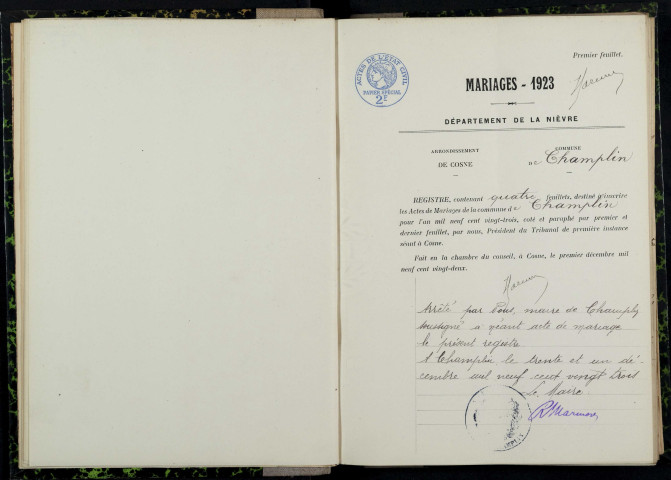 Premier feuillet.
ACTES DE L'ÉTAT CIVIL
PAPIER SPÉCIAL
2F
MARIAGES - 1923
DÉPARTEMENT DE LA NIÈVRE
ARRONDISSEMENT
DE COSNE
COMMUNE
DE Champlin
REGISTRE, contenant quatre feuillets, destiné à inscrire
les Actes de Mariages de la commune de Champlin
pour l'an mil neuf cent vingt-trois, coté et paraphé par premier et
dernier feuillet, par nous, Président du Tribunal de première instance
séant à Cosne.
Fait en la chambre du conseil, à Cosne, le premier décembre mil
neuf cent vingt-deux.
Arrêté par Nous, maire de Champlin
soussigné à néant acte de mariage
le présent registre
A Champlin, le trente et un dé
cembre mil neuf cent vingt trois
Le Maire